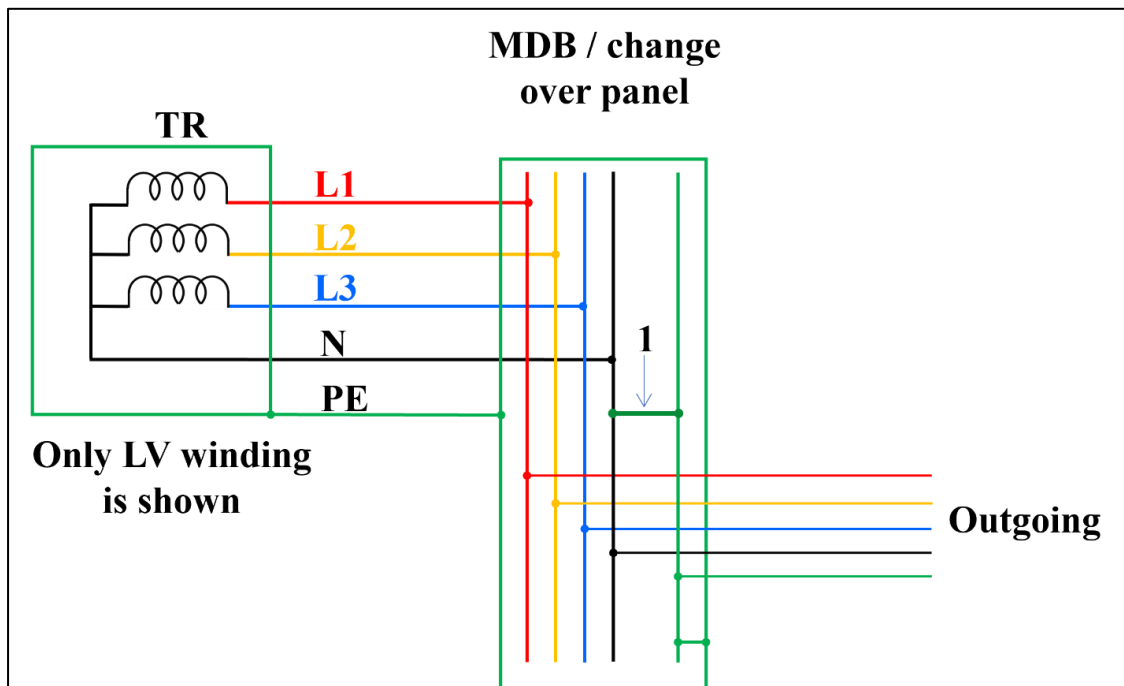 MDB / change
over panel
TR
L1
L2
L3
N
1
PE
Only LV winding
is shown
Outgoing